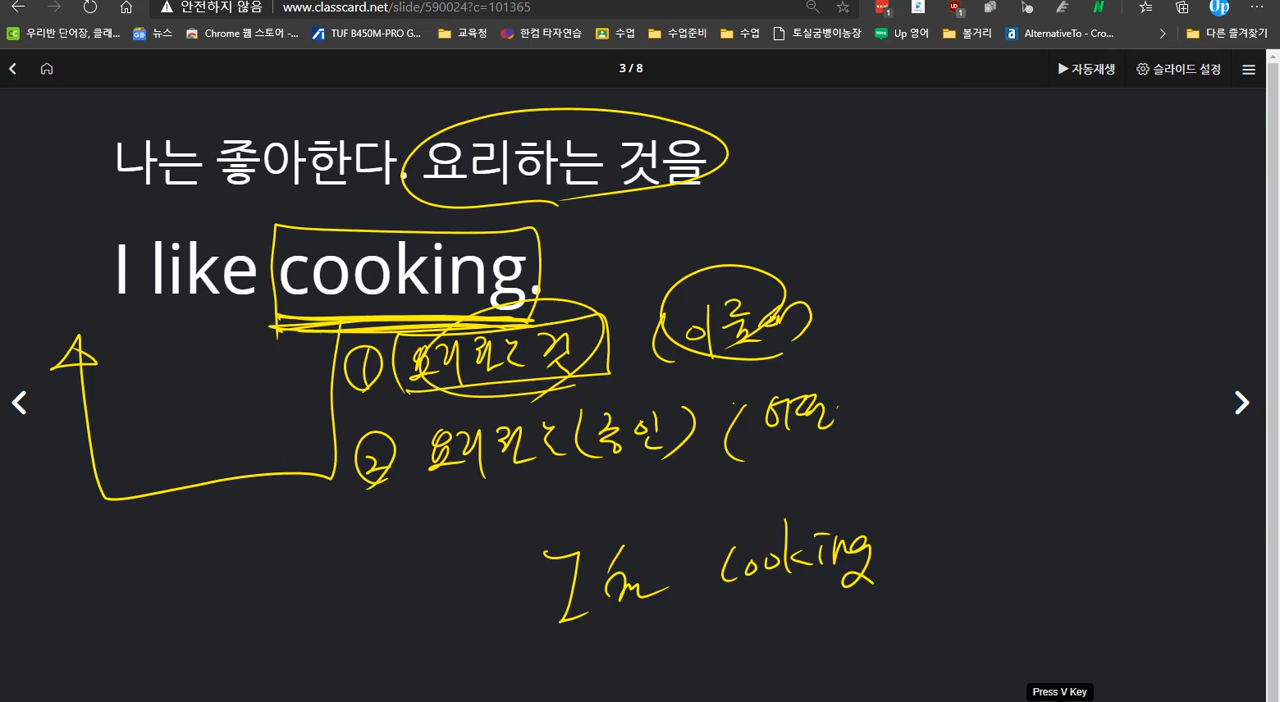 안전하지 않음 www.classcard.net/slide/590024?c=101365
우리반 단어장, 클래... 뉴스 Chrome 웹 스토어 -... TUF B450M-PRO G... 교육정 한컴 타자연습 수업 수업준비 수업 토실굼벵이농장 Up 영어 볼거리 AlternativeTo - Cro... 다른 즐겨찾기
3 / 8 자동재생 슬라이드 설정
나는 좋아한다. 요리하는 것을
I like cooking.
① 요리하는 것 (이름
② 요리하는 (중인) (
I'm cooking
Press V Key